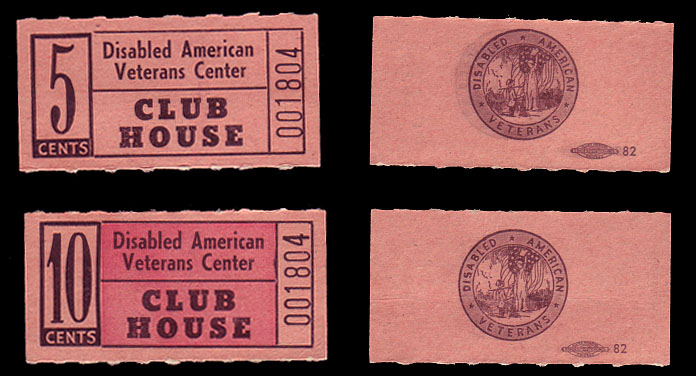 5
CENTS
Disabled American
Veterans Center
CLUB
HOUSE
001804
DISABLED ★ AMERICAN ★ VETERANS ★
82
10
CENTS
Disabled American
Veterans Center
CLUB
HOUSE
001804
DISABLED ★ AMERICAN ★ VETERANS ★
82